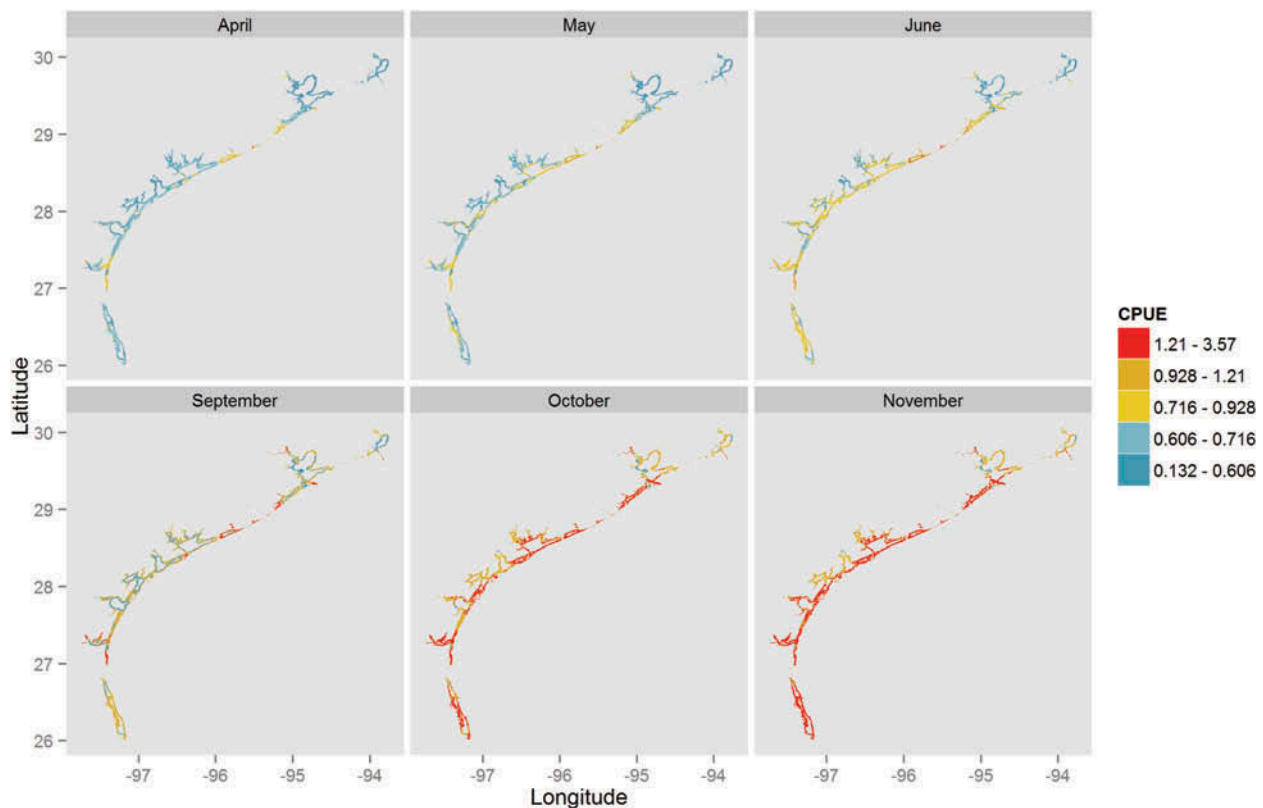 April
May
June
30
29
28
27
26
Latitude
September
October
November
30
29
28
27
26
-97
-96
-95
-94
-97
-96
-95
-94
-97
-96
-95
-94
Longitude
CPUE
1.21 - 3.57
0.928 - 1.21
0.716 - 0.928
0.606 - 0.716
0.132 - 0.606